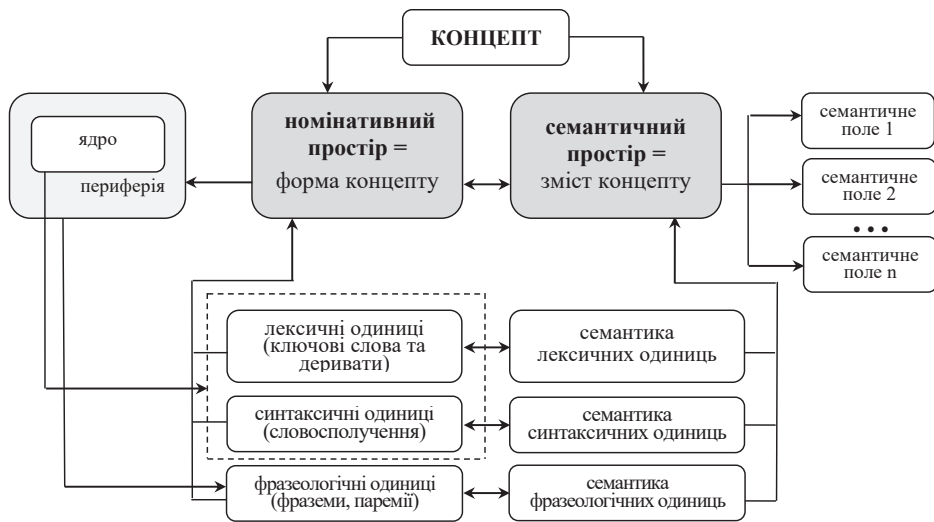 КОНЦЕПТ
ядро
периферія
номінативний
простір =
форма концепту
семантичний
простір =
зміст концепту
семантичне
поле 1
семантичне
поле 2
•••
семантичне
поле n
лексичні одиниці
(ключові слова та
деривати)
семантика
лексичних одиниць
синтаксичні одиниці
(словосполучення)
семантика
синтаксичних одиниць
фразеологічні одиниці
(фраземи, паремії)
семантика
фразеологічних одиниць